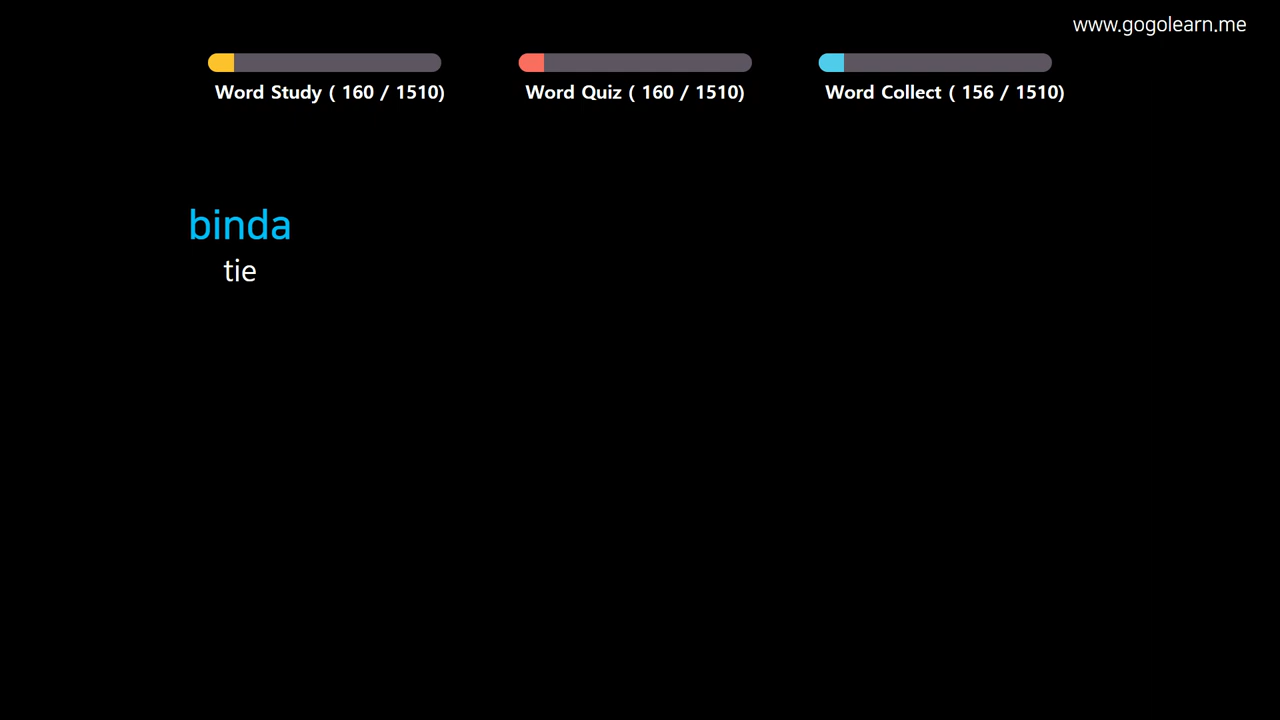 www.gogolearn.me
Word Study ( 160 / 1510)
Word Quiz ( 160 / 1510)
Word Collect ( 156 / 1510)
binda
tie